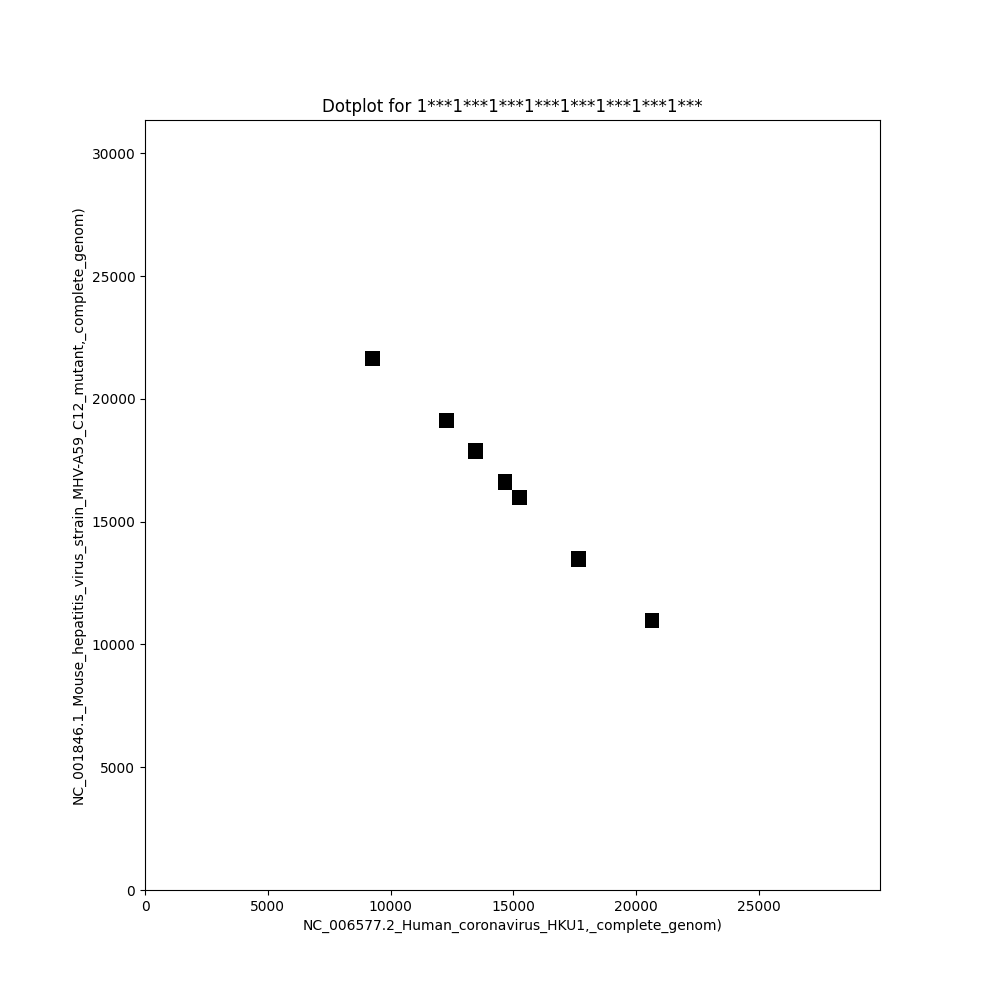 Dotplot for 1***1***1***1***1***1***1***1***
30000
25000
20000
15000
10000
5000
0
NC_001846.1_Mouse_hepatitis_virus_strain_MHV-A59_C12_mutant,_complete_genom)
0 5000 10000 15000 20000 25000
NC_006577.2_Human_coronavirus_HKU1,_complete_genom)